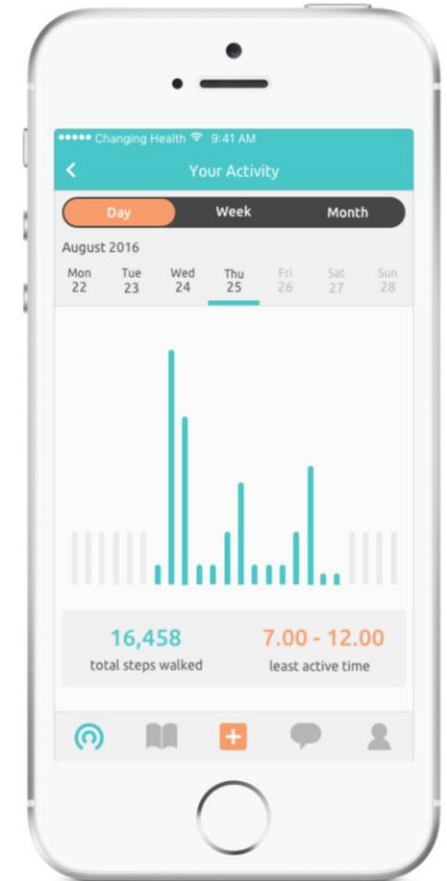 Changing Health 9:41 AM
Your Activity
Day Week Month
August 2016
Mon Tue Wed Thu Fri Sat Sun
22 23 24 25 26 27 28
16,458 7.00 - 12.00
total steps walked least active time